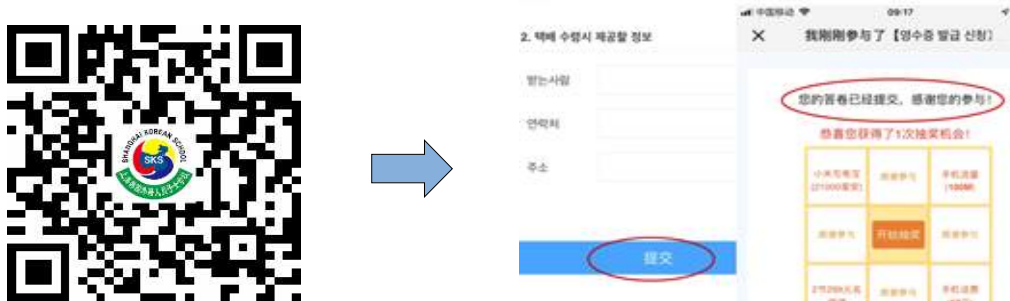 SHANGHAI KOREAN SCHOOL
SKS
2. 택배 수령시 제공할 정보
받는사람
연락처
주소
提交
中国移动
09:17
我刚刚参与了【영수증 발급 신청】
您的答卷已经提交，感谢您的参与！
恭喜您获得了1次抽奖机会！
谢谢参与
手机流量
(100M)
谢谢参与
开始抽奖
谢谢参与
谢谢参与
手机话费